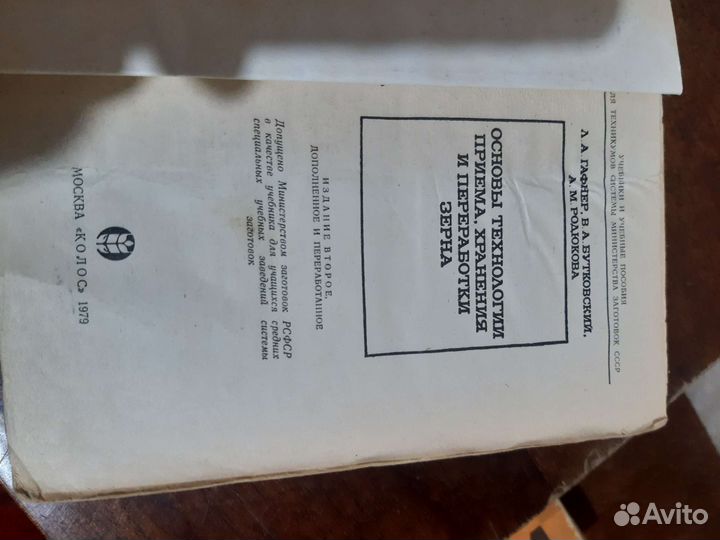 УЧЕБНИКИ И УЧЕБНЫЕ ПОСОБИЯ
ДЛЯ ТЕХНИКУМОВ СИСТЕМЫ МИНИСТЕРСТВА ЗАГОТОВОК СССР
Л. А. ГАФНЕР, В. А. БУТКОВСКИЙ,
А. М. РОДЮКОВА
ОСНОВЫ ТЕХНОЛОГИИ
ПРИЕМА, ХРАНЕНИЯ
И ПЕРЕРАБОТКИ
ЗЕРНА
ИЗДАНИЕ ВТОРОЕ,
ДОПОЛНЕННОЕ И ПЕРЕРАБОТАННОЕ
Допущено Министерством заготовок РСФСР
в качестве учебника для учащихся средних
специальных учебных заведений системы
заготовок
МОСКВА «КОЛОС» 1979
Avito